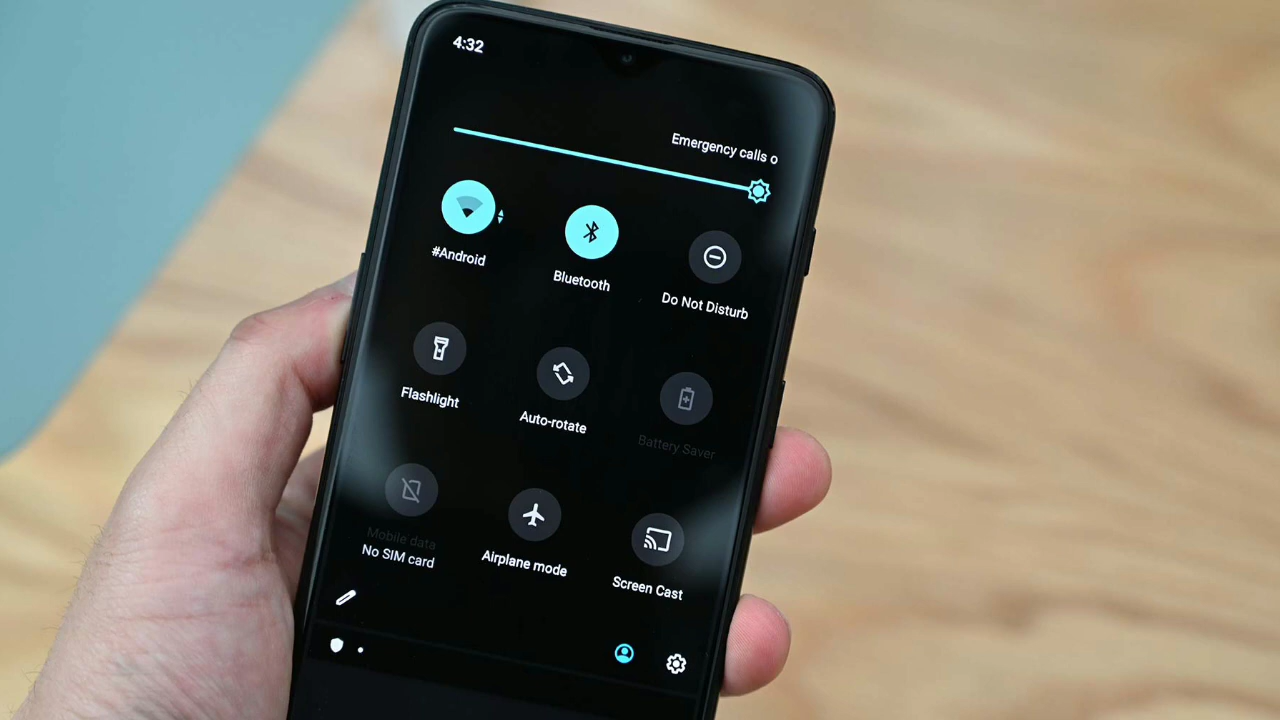 4:32
Emergency calls o
#Android
Bluetooth
Do Not Disturb
Flashlight
Auto-rotate
Battery Saver
Mobile data
No SIM card
Airplane mode
Screen Cast